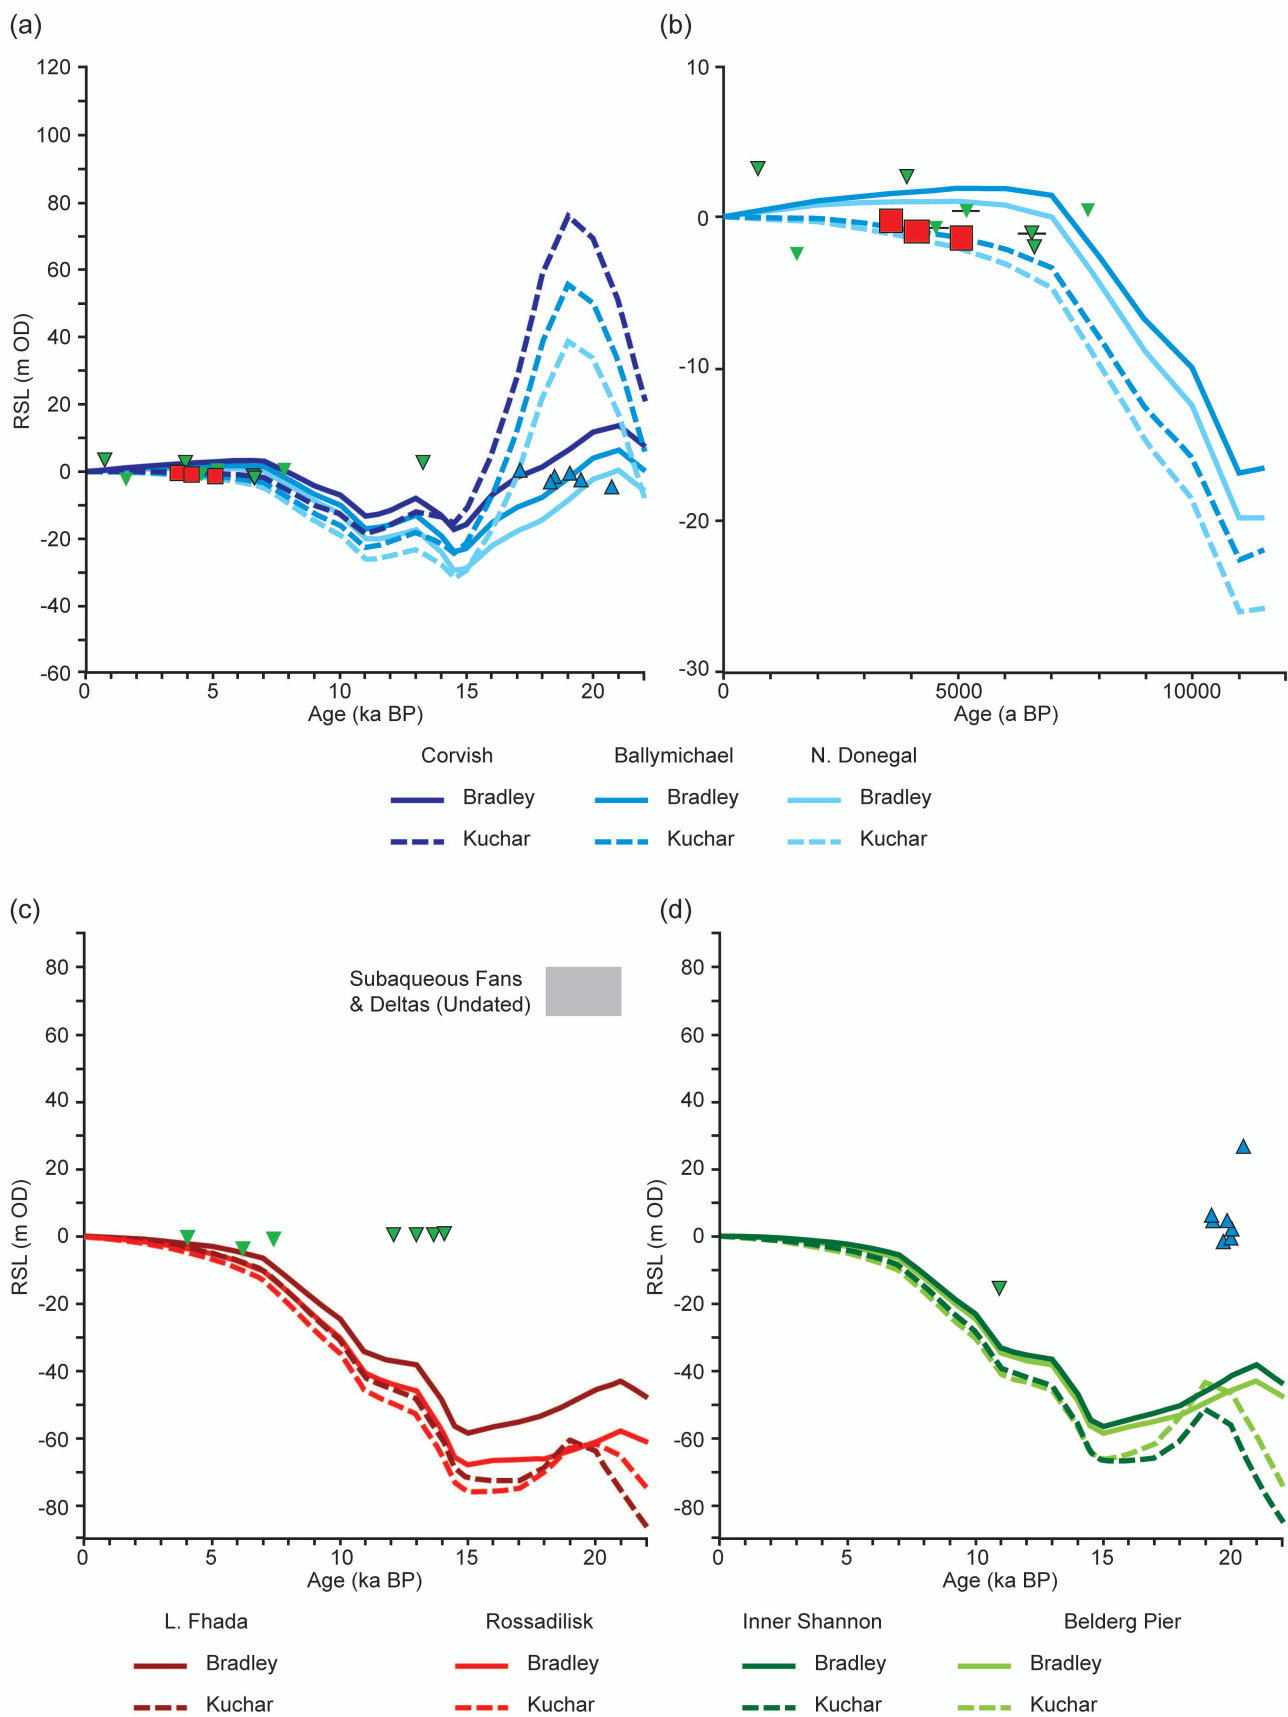 (a)
(b)
120
100
80
60
40
20
0
-20
-40
-60
RSL (m OD)
0
5
10
15
20
Age (ka BP)
10
0
-10
-20
-30
0
5000
10000
Age (a BP)
Corvish
Ballymichael
N. Donegal
Bradley
Bradley
Bradley
Kuchar
Kuchar
Kuchar
(c)
(d)
80
60
40
20
0
-20
-40
-60
-80
RSL (m OD)
Subaqueous Fans
& Deltas (Undated)
0
5
10
15
20
Age (ka BP)
80
60
40
20
0
-20
-40
-60
-80
RSL (m OD)
0
5
10
15
20
Age (ka BP)
L. Fhada
Rossadilisk
Inner Shannon
Belderg Pier
Bradley
Bradley
Bradley
Bradley
Kuchar
Kuchar
Kuchar
Kuchar